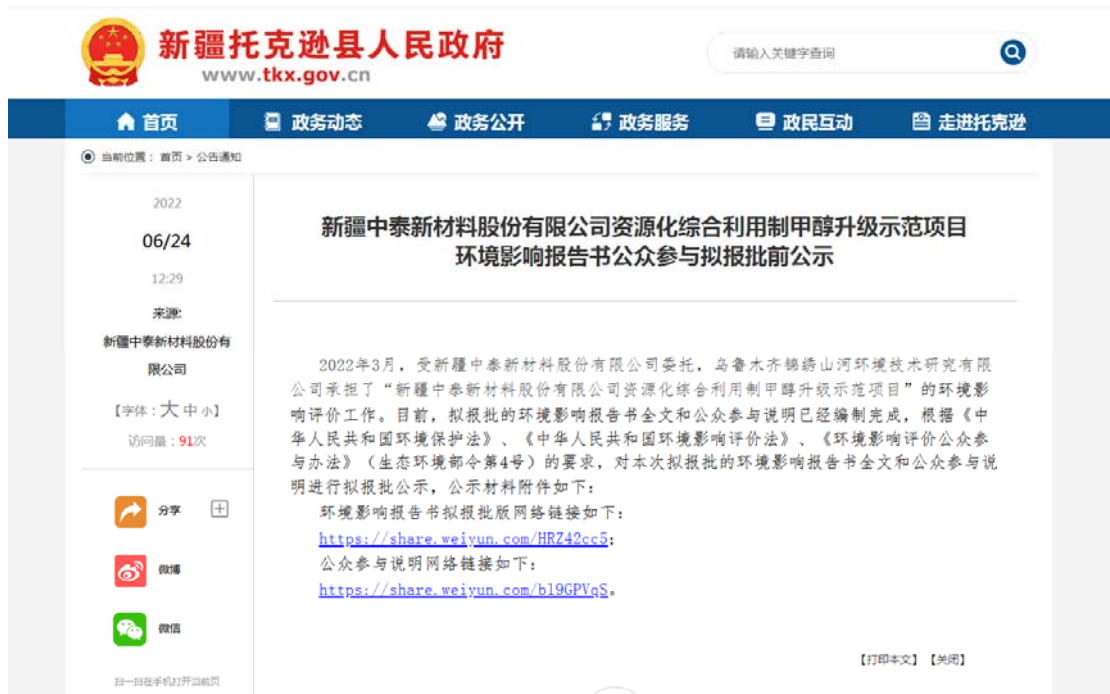 新疆托克逊县人民政府
www.tkx.gov.cn
请输入关键字查询
首页 政务动态 政务公开 政务服务 政民互动 走进托克逊
当前位置： 首页 > 公告通知
2022
06/24
12:29
来源:
新疆中泰新材料股份有
限公司
【字体：大 中 小】
访问量：91次
分享
微博
微信
扫一扫在手机打开当前页
新疆中泰新材料股份有限公司资源化综合利用制甲醇升级示范项目
环境影响报告书公众参与拟报批前公示
2022年3月，受新疆中泰新材料股份有限公司委托，乌鲁木齐锦绣山河环境技术研究有限
公司承担了“新疆中泰新材料股份有限公司资源化综合利用制甲醇升级示范项目”的环境影
响评价工作。目前，拟报批的环境影响报告书全文和公众参与说明已经编制完成，根据《中
华人民共和国环境保护法》、《中华人民共和国环境影响评价法》、《环境影响评价公众参
与办法》（生态环境部令第4号）的要求，对本次拟报批的环境影响报告书全文和公众参与说
明进行拟报批公示，公示材料附件如下：
环境影响报告书拟报批版网络链接如下：
https://share.weiyun.com/HRZ42cc5；
公众参与说明网络链接如下：
https://share.weiyun.com/bl9GPVqS。
【打印本文】【关闭】